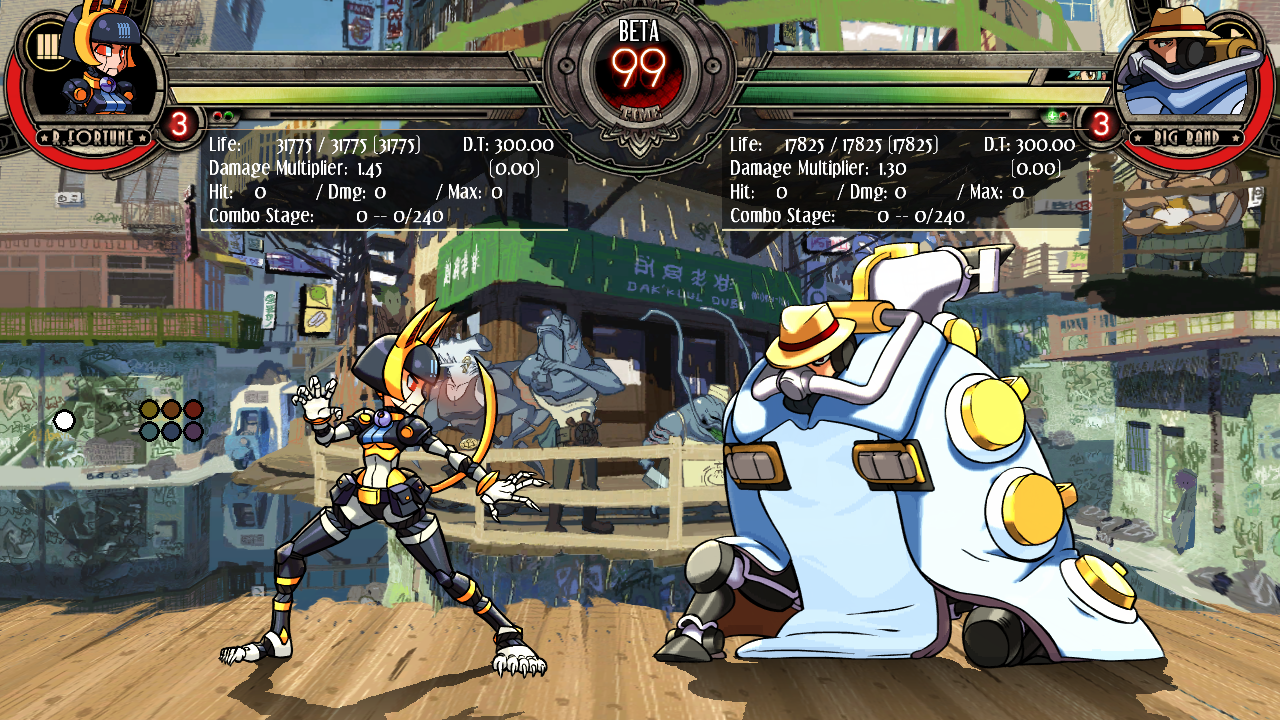 BETA
99
TIME
R.FORTUNE
3
3
BIG BAND
Life: 31775 / 31775 (31775) D.T: 300.00
Damage Multiplier: 1.45 (0.00)
Hit: 0 / Dmg: 0 / Max: 0
Combo Stage: 0 -- 0/240
Life: 17825 / 17825 (17825) D.T: 300.00
Damage Multiplier: 1.30 (0.00)
Hit: 0 / Dmg: 0 / Max: 0
Combo Stage: 0 -- 0/240
DAK'KUUL OUS